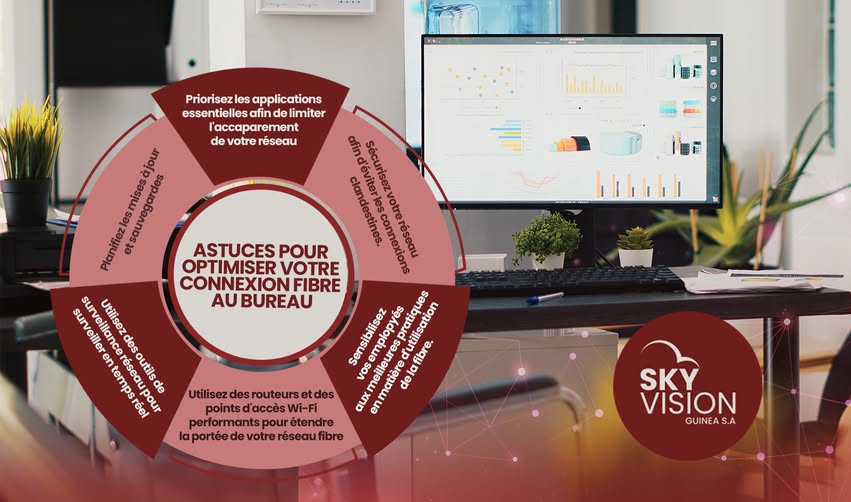 Priorisez les applications
essentielles afin de limiter
l'accaparement
de votre réseau
Sécurisez votre réseau
afin d'éviter les connexions
clandestines.
Sensibilisez
vos employés
aux meilleures pratiques
en matière d'utilisation
de la fibre.
Utilisez des routeurs et des
points d'accès Wi-Fi
performants pour étendre
la portée de votre réseau fibre
Utilisez des outils de
surveillance réseau pour
surveiller en temps réel
Planifiez les mises à jour
et sauvegardes
ASTUCES POUR
OPTIMISER VOTRE
CONNEXION FIBRE
AU BUREAU
SKY
VISION
GUINEA S.A